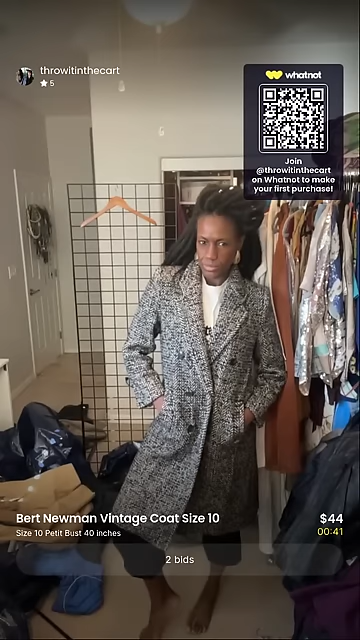 throwitinthecart
★ 5
whatnot
Join
@throwitinthecart
on Whatnot to make
your first purchase!
Bert Newman Vintage Coat Size 10
$44
Size 10 Petit Bust 40 inches
00:41
2 bids